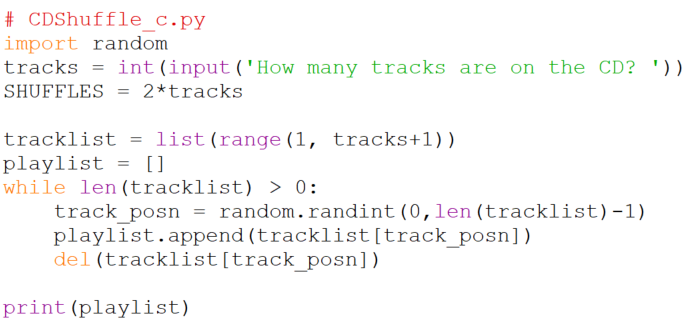 # CDShuffle_c.py
import random
tracks = int(input('How many tracks are on the CD? '))
SHUFFLES = 2*tracks

tracklist = list(range(1, tracks+1))
playlist = []
while len(tracklist) > 0:
    track_posn = random.randint(0,len(tracklist)-1)
    playlist.append(tracklist[track_posn])
    del(tracklist[track_posn])

print(playlist)